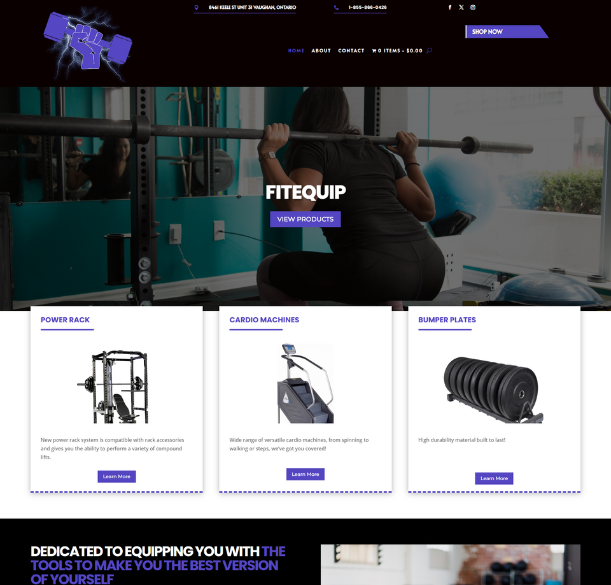 8461 KEELE ST UNIT 31 VAUGHAN, ONTARIO
1-855-866-0426
SHOP NOW
HOME ABOUT CONTACT 0 ITEMS - $0.00
FITEQUIP
VIEW PRODUCTS
POWER RACK
CARDIO MACHINES
BUMPER PLATES
New power rack system is compatible with rack accessories
and gives you the ability to perform a variety of compound
lifts.
Wide range of versatile cardio machines, from spinning to
walking or steps, we've got you covered!
High durability material built to last!
Learn More
Learn More
Learn More
DEDICATED TO EQUIPPING YOU WITH THE
TOOLS TO MAKE YOU THE BEST VERSION
OF YOURSELF